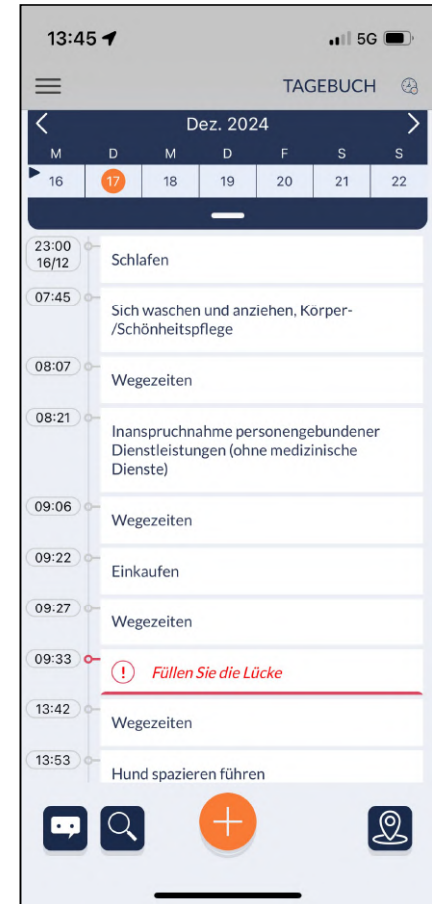 13:45 5G
TAGEBUCH
Dez. 2024
M D M D F S S
16 17 18 19 20 21 22
23:00
16/12
Schlafen
07:45
Sich waschen und anziehen, Körper-
/Schönheitspflege
08:07
Wegezeiten
08:21
Inanspruchnahme personengebundener
Dienstleistungen (ohne medizinische
Dienste)
09:06
Wegezeiten
09:22
Einkaufen
09:27
Wegezeiten
09:33
Füllen Sie die Lücke
13:42
Wegezeiten
13:53
Hund spazieren führen